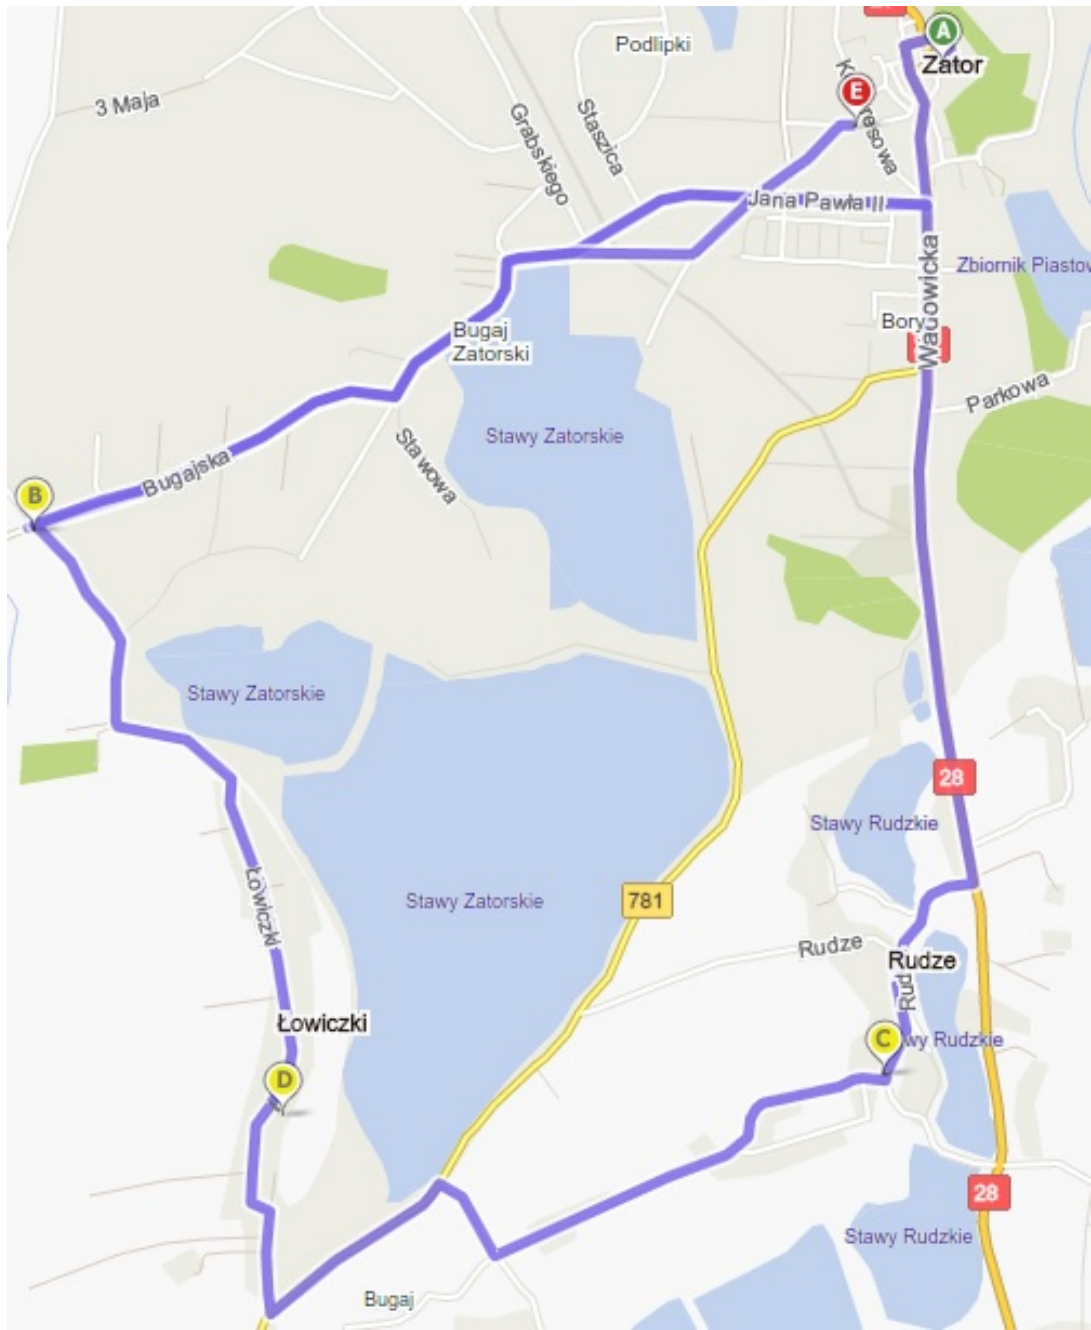 A
Zator
Podlipki
3 Maja
Grabskiego
Staszica
E
Jana Pawła II
Wadowicka
Zbiornik Piastow
Bory
Bugaj
Zatorski
Parkowa
Stawy Zatorskie
Stawowa
Bugajska
B
Stawy Zatorskie
28
Stawy Rudzkie
Łowiczki
Stawy Zatorskie
781
Rudze
Rudze
Łowiczki
C
wy Rudzkie
D
28
Stawy Rudzkie
Bugaj